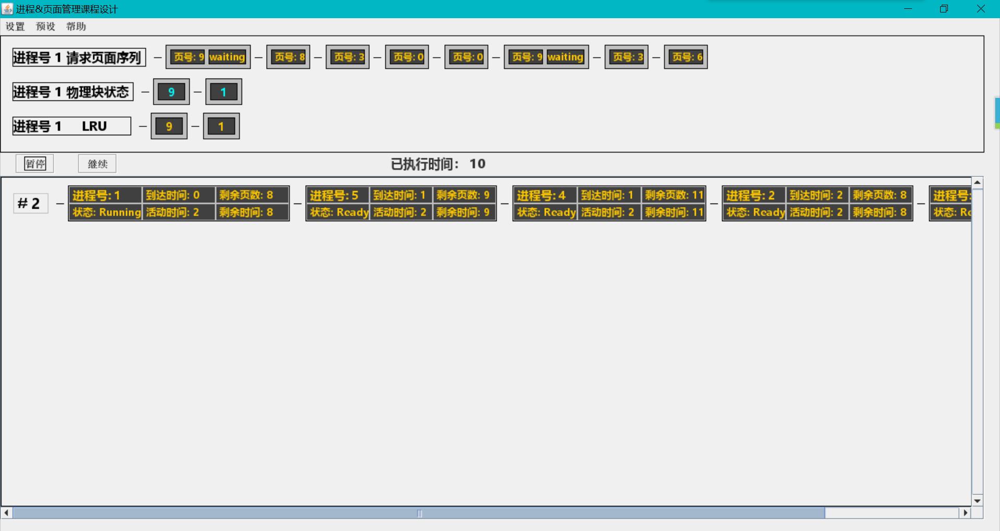 进程&页面管理课程设计
设置 预设 帮助
进程号 1 请求页面序列 — 页号: 9 waiting — 页号: 8 — 页号: 3 — 页号: 0 — 页号: 0 — 页号: 9 waiting — 页号: 3 — 页号: 6
进程号 1 物理块状态 — 9 — 1
进程号 1 LRU — 9 — 1
暂停 继续 已执行时间： 10
# 2 — 进程号: 1 到达时间: 0 剩余页数: 8 — 进程号: 5 到达时间: 1 剩余页数: 9 — 进程号: 4 到达时间: 1 剩余页数: 11 — 进程号: 2 到达时间: 2 剩余页数: 8 — 进程号:
状态: Running 活动时间: 2 剩余时间: 8 状态: Ready 活动时间: 2 剩余时间: 9 状态: Ready 活动时间: 2 剩余时间: 11 状态: Ready 活动时间: 2 剩余时间: 8 状态: